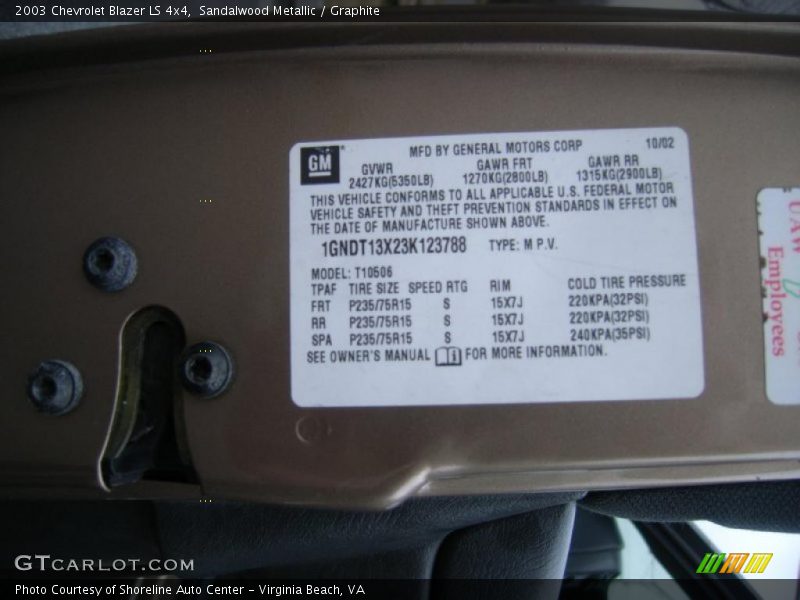 2003 Chevrolet Blazer LS 4x4,  Sandalwood Metallic / Graphite
GM
MFD BY GENERAL MOTORS CORP 10/02
GVWR GAWR FRT GAWR RR
2427KG(5350LB) 1270KG(2800LB) 1315KG(2900LB)
THIS VEHICLE CONFORMS TO ALL APPLICABLE U.S. FEDERAL MOTOR
VEHICLE SAFETY AND THEFT PREVENTION STANDARDS IN EFFECT ON
THE DATE OF MANUFACTURE SHOWN ABOVE.
1GNDT13X23K123788 TYPE: M P.V.
MODEL: T10506
TPAF TIRE SIZE SPEED RTG RIM COLD TIRE PRESSURE
FRT P235/75R15 S 15X7J 220KPA(32PSI)
RR P235/75R15 S 15X7J 220KPA(32PSI)
SPA P235/75R15 S 15X7J 240KPA(35PSI)
SEE OWNER'S MANUAL FOR MORE INFORMATION.
UAW
Employees
GTCARLOT.COM
Photo Courtesy of Shoreline Auto Center - Virginia Beach, VA